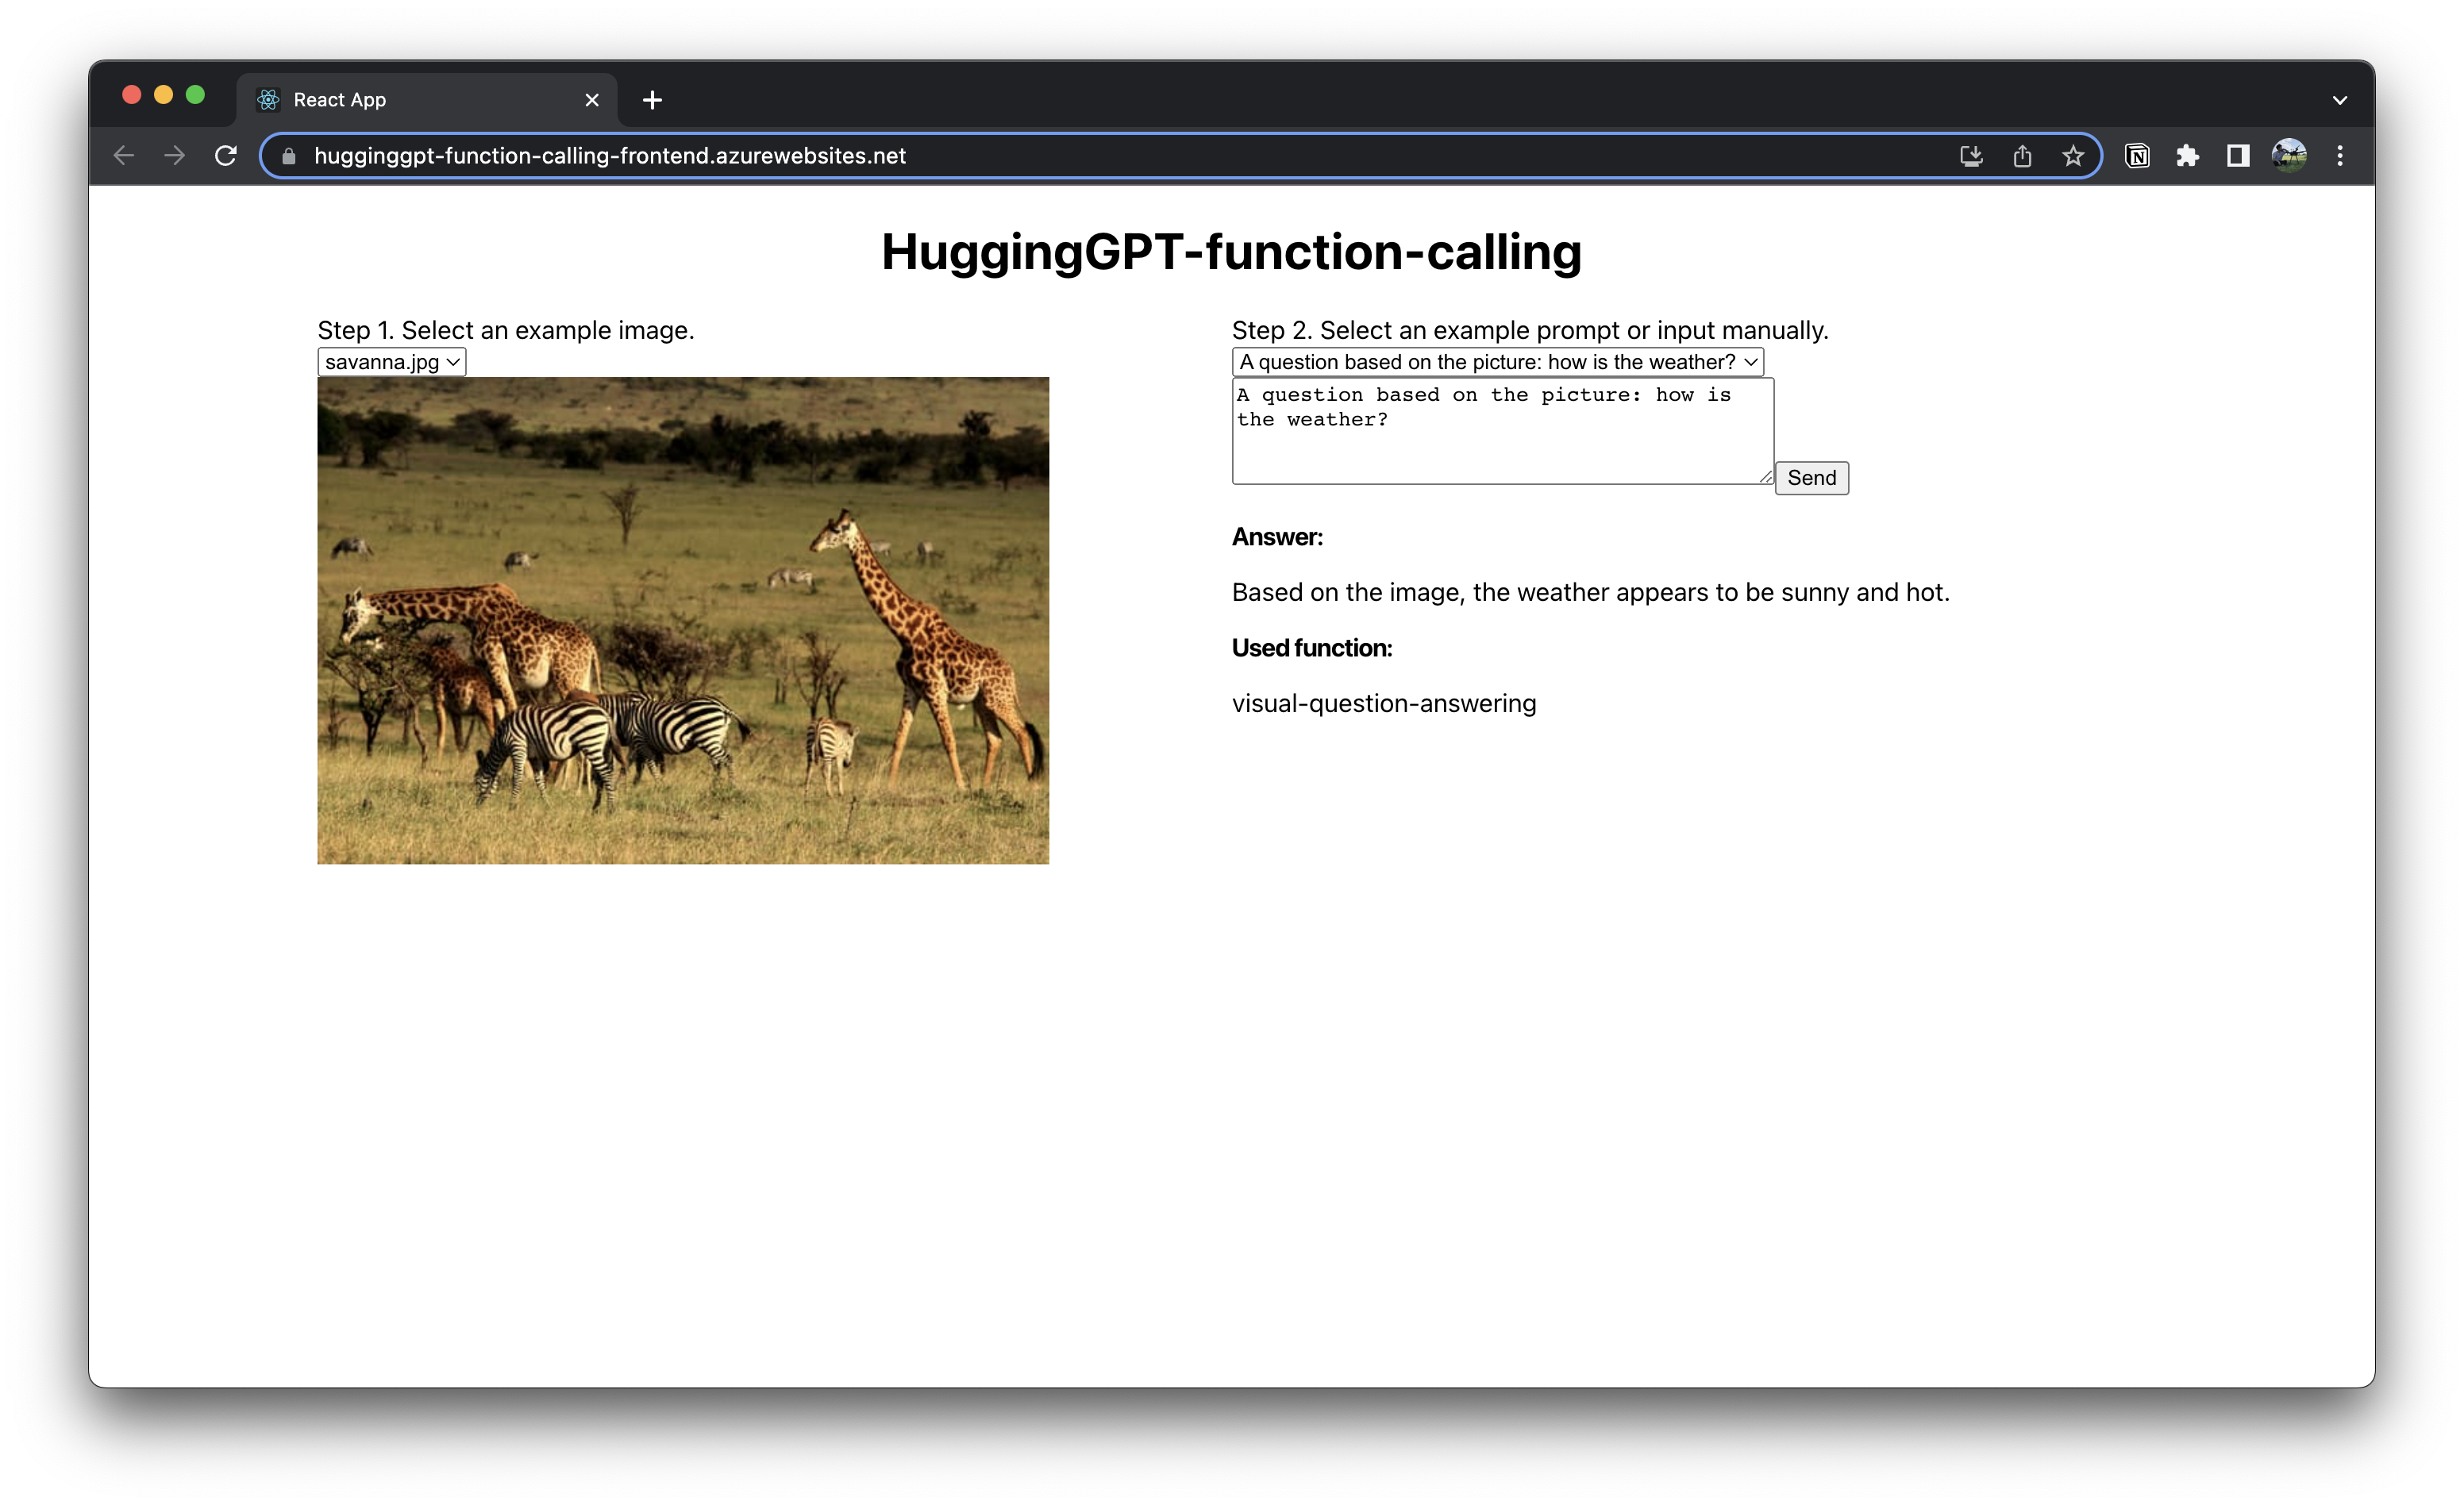 React App
hugginggpt-function-calling-frontend.azurewebsites.net
HuggingGPT-function-calling
Step 1. Select an example image.
savanna.jpg
Step 2. Select an example prompt or input manually.
A question based on the picture: how is the weather?
A question based on the picture: how is
the weather?
Send
Answer:
Based on the image, the weather appears to be sunny and hot.
Used function:
visual-question-answering